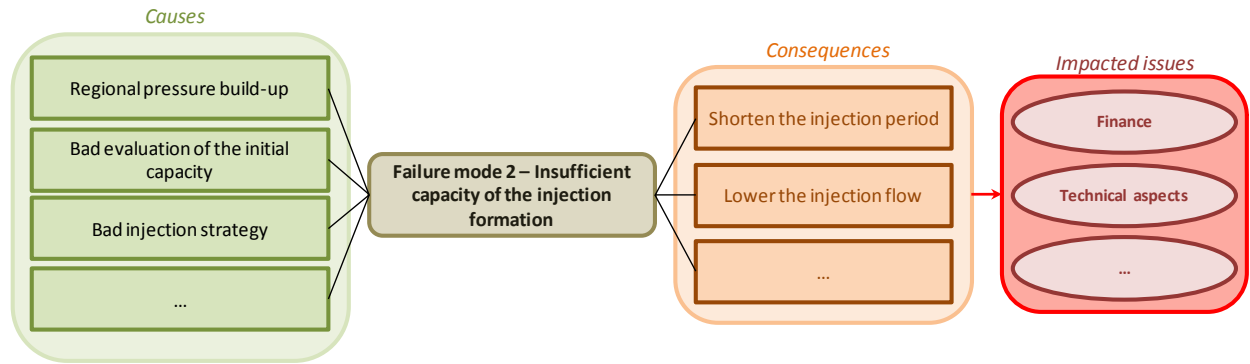 Causes
Regional pressure build-up
Bad evaluation of the initial
capacity
Bad injection strategy
...
Failure mode 2 – Insufficient
capacity of the injection
formation
Consequences
Shorten the injection period
Lower the injection flow
...
Impacted issues
Finance
Technical aspects
...